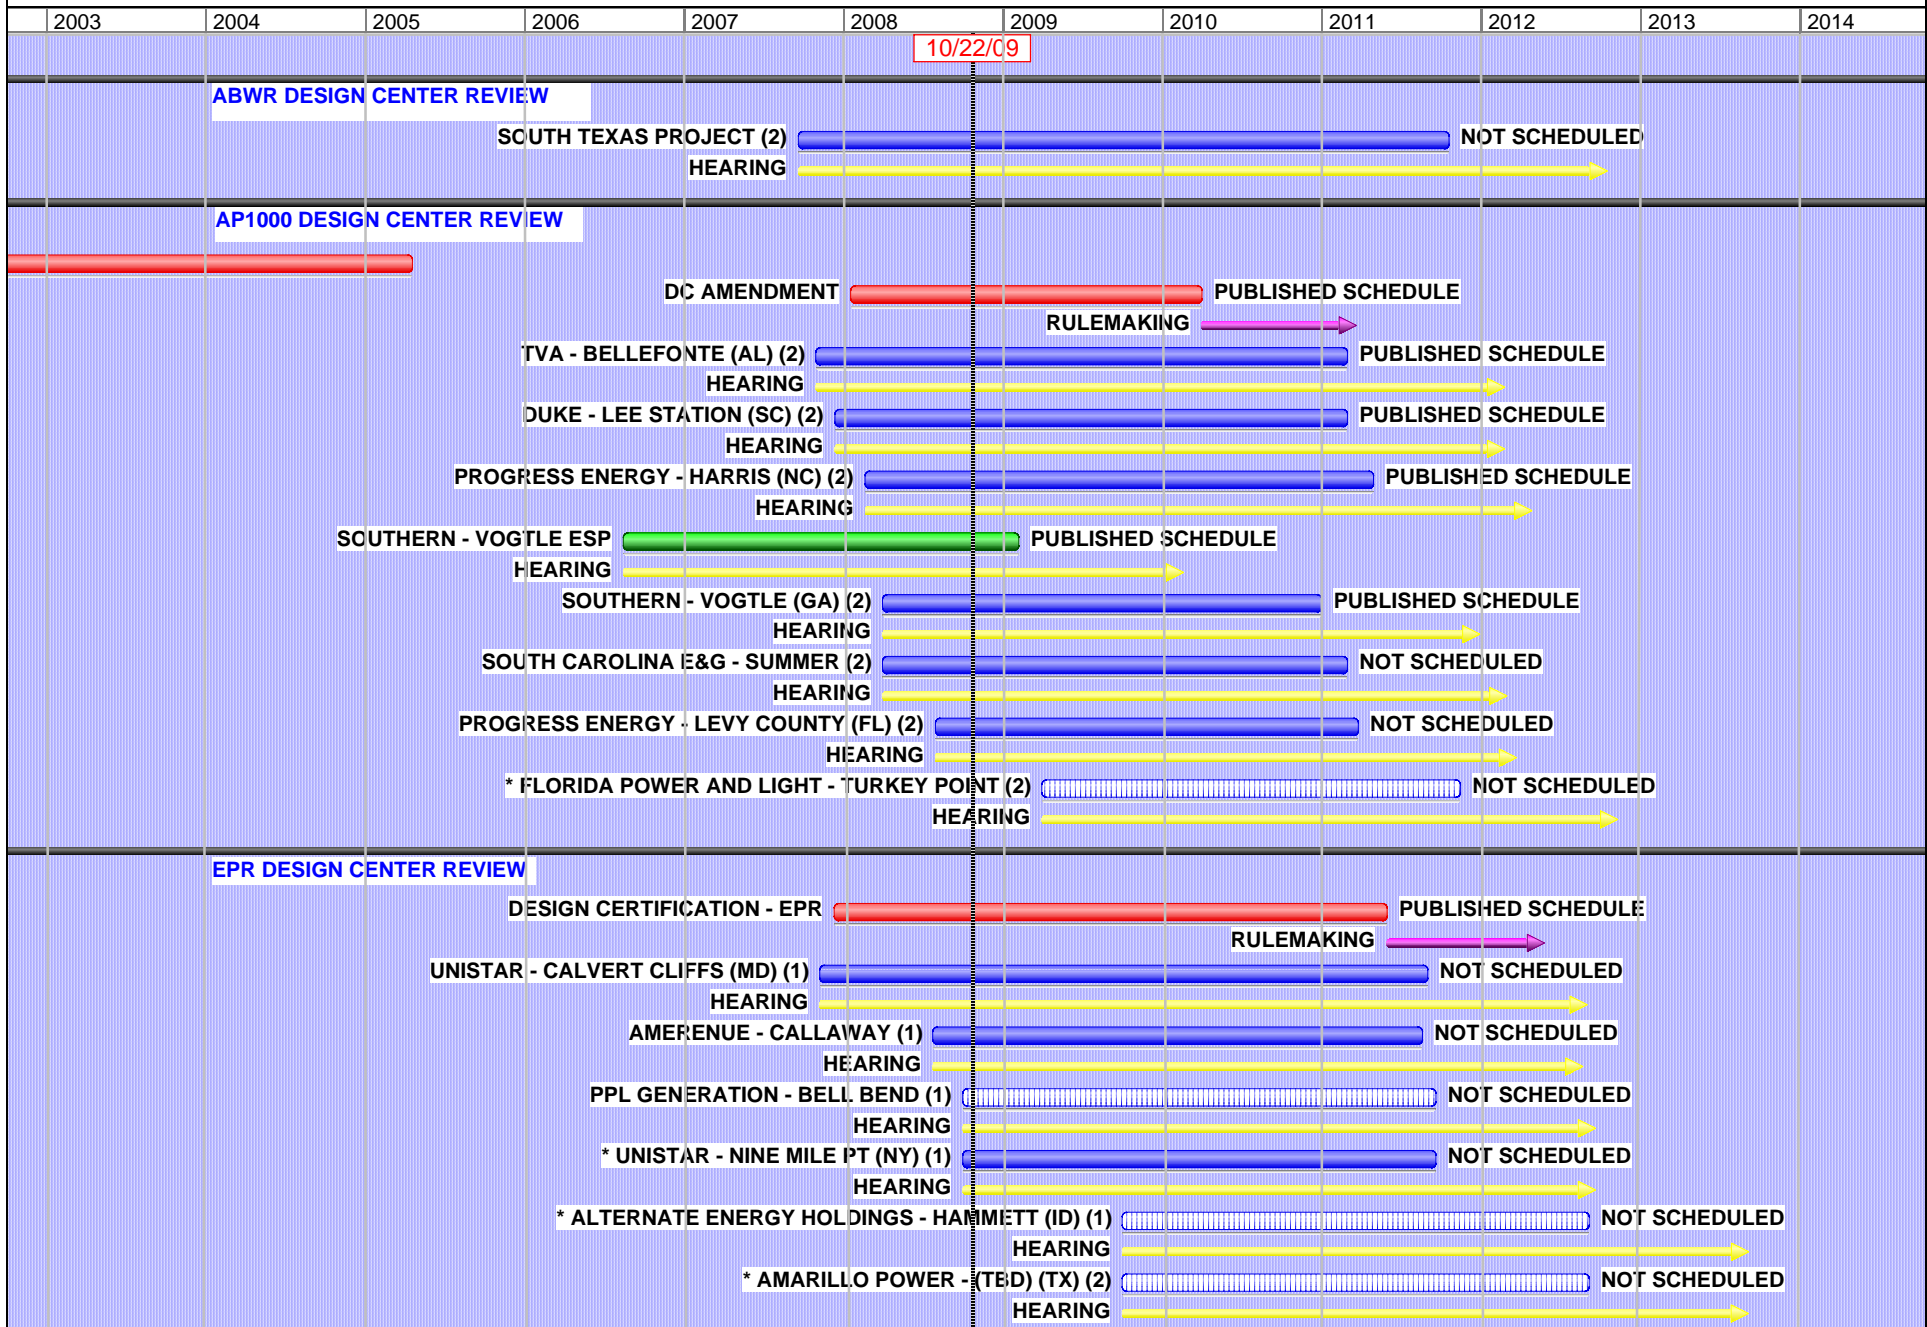 2003 2004 2005 2006 2007 2008 2009 2010 2011 2012 2013 2014
10/22/09
ABWR DESIGN CENTER REVIEW
SOUTH TEXAS PROJECT (2) NOT SCHEDULED
HEARING
AP1000 DESIGN CENTER REVIEW
DC AMENDMENT PUBLISHED SCHEDULE
RULEMAKING
TVA - BELLEFONTE (AL) (2) PUBLISHED SCHEDULE
HEARING
DUKE - LEE STATION (SC) (2) PUBLISHED SCHEDULE
HEARING
PROGRESS ENERGY - HARRIS (NC) (2) PUBLISHED SCHEDULE
HEARING
SOUTHERN - VOGTLE ESP PUBLISHED SCHEDULE
HEARING
SOUTHERN - VOGTLE (GA) (2) PUBLISHED SCHEDULE
HEARING
SOUTH CAROLINA E&G - SUMMER (2) NOT SCHEDULED
HEARING
PROGRESS ENERGY - LEVY COUNTY (FL) (2) NOT SCHEDULED
HEARING
* FLORIDA POWER AND LIGHT - TURKEY POINT (2) NOT SCHEDULED
HEARING
EPR DESIGN CENTER REVIEW
DESIGN CERTIFICATION - EPR PUBLISHED SCHEDULE
RULEMAKING
UNISTAR - CALVERT CLIFFS (MD) (1) NOT SCHEDULED
HEARING
AMERENUE - CALLAWAY (1) NOT SCHEDULED
HEARING
PPL GENERATION - BELL BEND (1) NOT SCHEDULED
HEARING
* UNISTAR - NINE MILE PT (NY) (1) NOT SCHEDULED
HEARING
* ALTERNATE ENERGY HOLDINGS - HAMMETT (ID) (1) NOT SCHEDULED
HEARING
* AMARILLO POWER - (TBD) (TX) (2) NOT SCHEDULED
HEARING